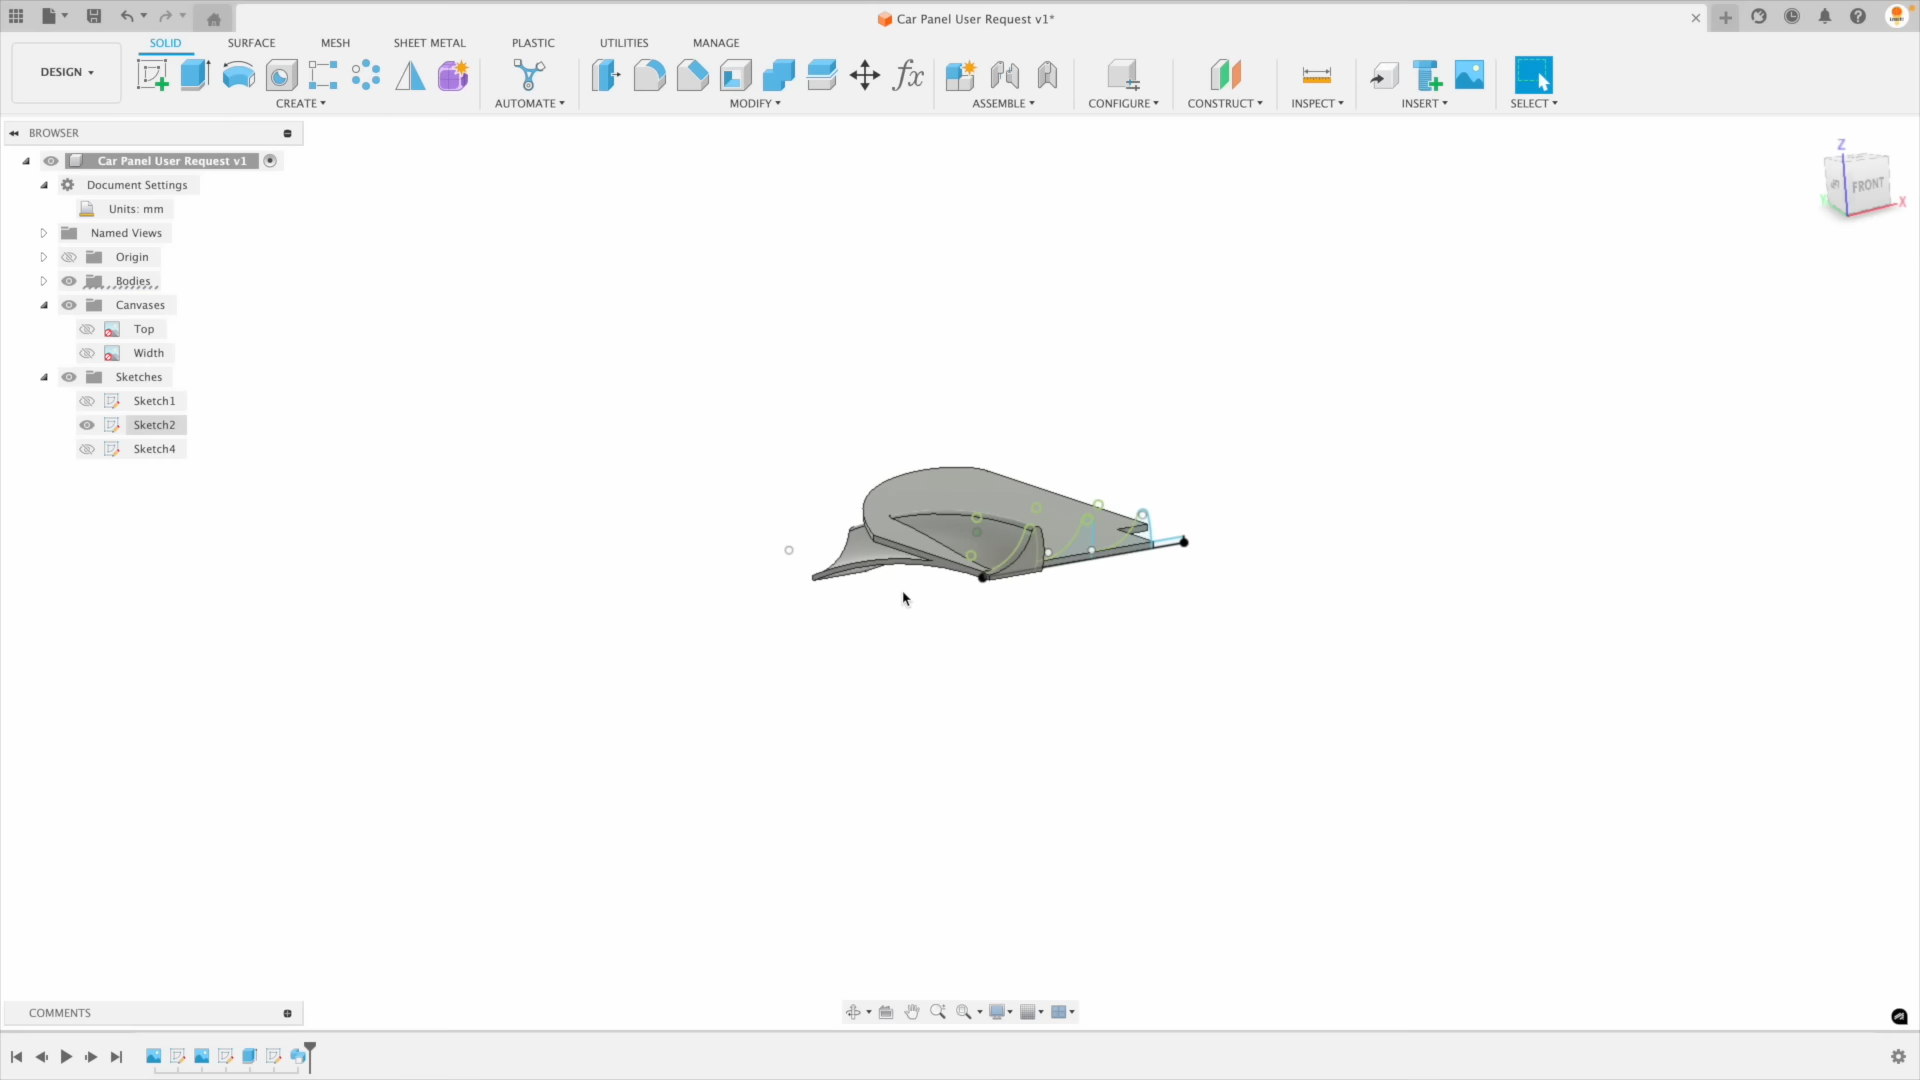 Car Panel User Request v1*
DESIGN
SOLID SURFACE MESH SHEET METAL PLASTIC UTILITIES MANAGE
CREATE AUTOMATE MODIFY ASSEMBLE CONFIGURE CONSTRUCT INSPECT INSERT SELECT
BROWSER
Car Panel User Request v1
Document Settings
Units: mm
Named Views
Origin
Bodies
Canvases
Top
Width
Sketches
Sketch1
Sketch2
Sketch4
Z
FRONT
X
Y
COMMENTS